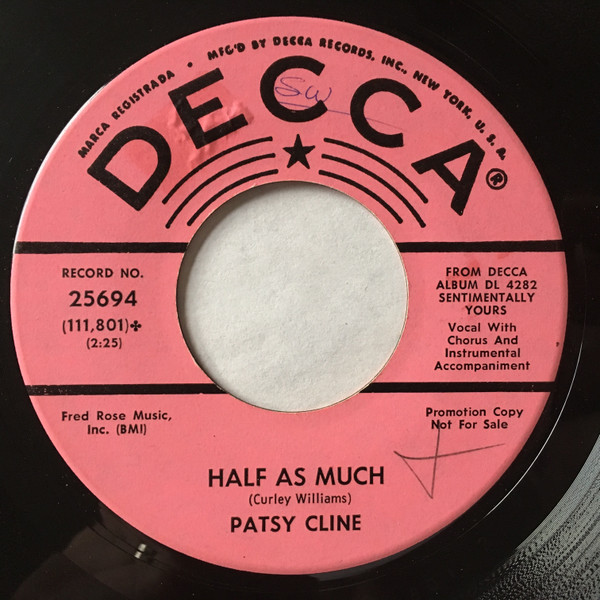 MARCA REGISTRADA • MFG'D BY DECCA RECORDS, INC., NEW YORK, U. S. A.
SW
DECCA®
RECORD NO.
25694
(111,801)✤
(2:25)
FROM DECCA
ALBUM DL 4282
SENTIMENTALLY
YOURS
Vocal With
Chorus And
Instrumental
Accompaniment
Fred Rose Music,
Inc. (BMI)
Promotion Copy
Not For Sale
HALF AS MUCH
(Curley Williams)
PATSY CLINE